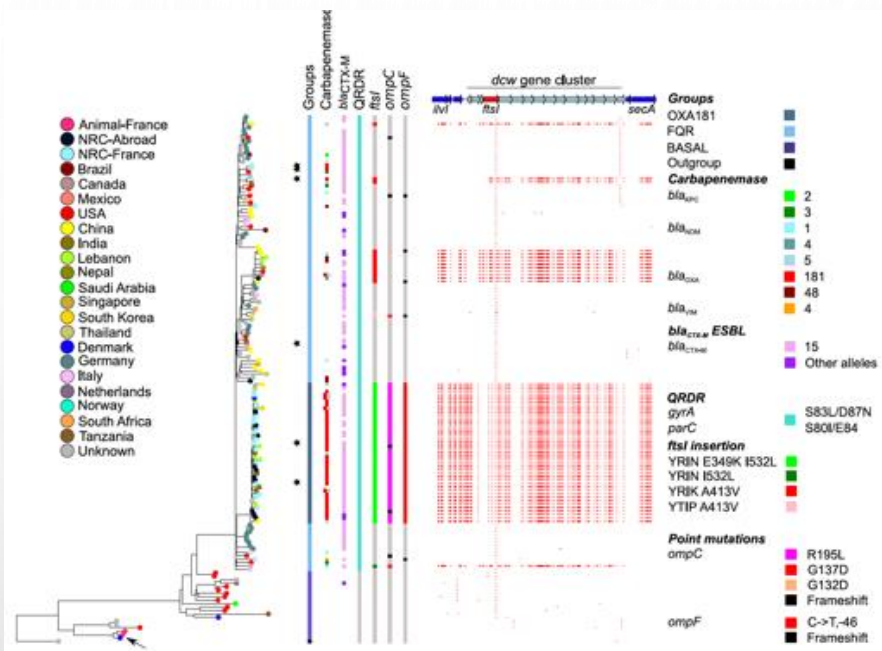 Groups
Carbapenemase
blaCTX-M
QRDR
ftsI
ompC
ompF
dcw gene cluster
ilvI
ftsI
secA
Animal-France
NRC-Abroad
NRC-France
Brazil
Canada
Mexico
USA
China
India
Lebanon
Nepal
Saudi Arabia
Singapore
South Korea
Thailand
Denmark
Germany
Italy
Netherlands
Norway
South Africa
Tanzania
Unknown
Groups
OXA181
FQR
BASAL
Outgroup
Carbapenemase
blaKPC
2
3
blaNDM
1
4
5
blaOXA
181
48
blaVIM
4
blaCTX-M ESBL
blaCTX-M
15
Other alleles
QRDR
gyrA
S83L/D87N
parC
S80I/E84
ftsI insertion
YRIN E349K I532L
YRIN I532L
YRIK A413V
YTIP A413V
Point mutations
ompC
R195L
G137D
G132D
Frameshift
ompF
C->T,-46
Frameshift